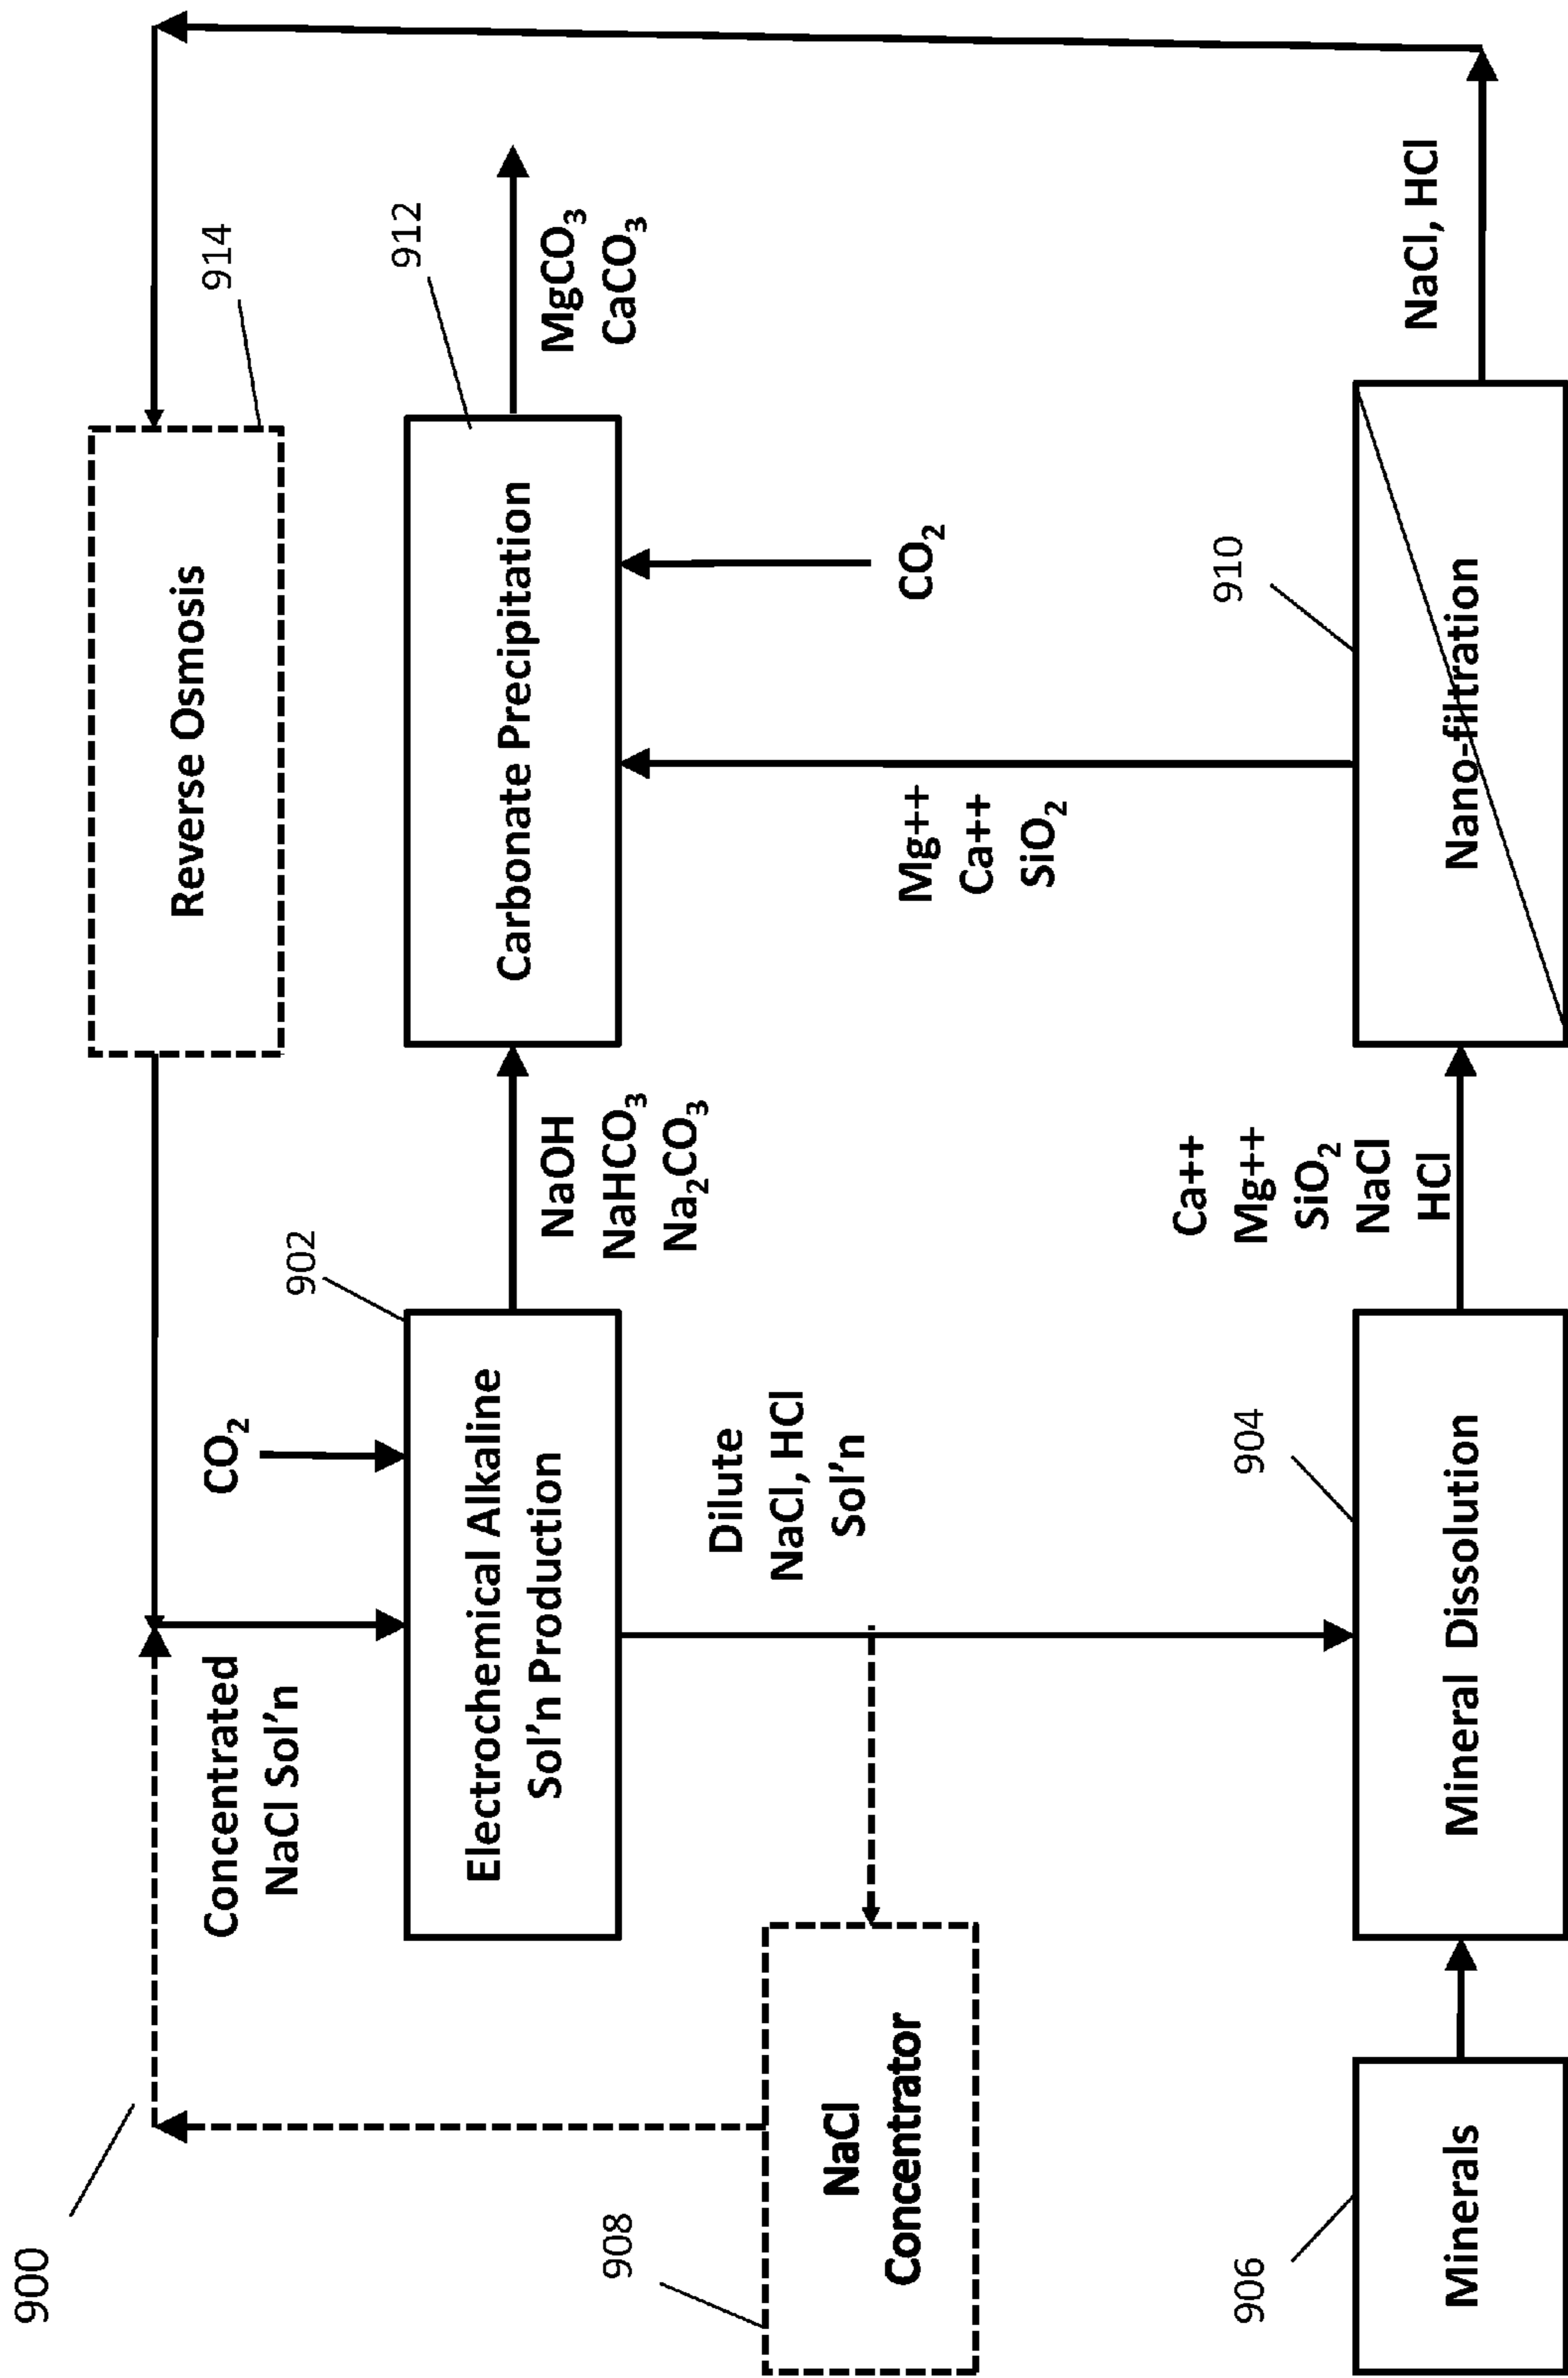 900
Reverse Osmosis
914
Concentrated
NaCl Sol'n
CO₂
Electrochemical Alkaline
Sol'n Production
902
NaOH
NaHCO₃
Na₂CO₃
Carbonate Precipitation
912
MgCO₃
CaCO₃
908
NaCl
Concentrator
Dilute
NaCl, HCl
Sol'n
Mg++
Ca++
SiO₂
CO₂
906
Minerals
904
Mineral Dissolution
Ca++
Mg++
SiO₂
NaCl
HCl
910
Nano-filtration
NaCl, HCl